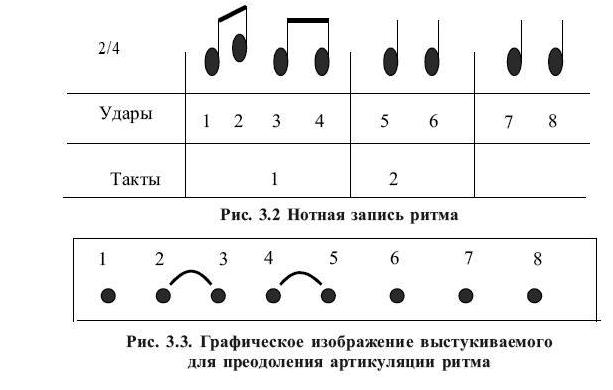 2/4
Удары 1 2 3 4 5 6 7 8
Такты 1 2
Рис. 3.2 Нотная запись ритма
1 2 3 4 5 6 7 8
Рис. 3.3. Графическое изображение выстукиваемого
для преодоления артикуляции ритма